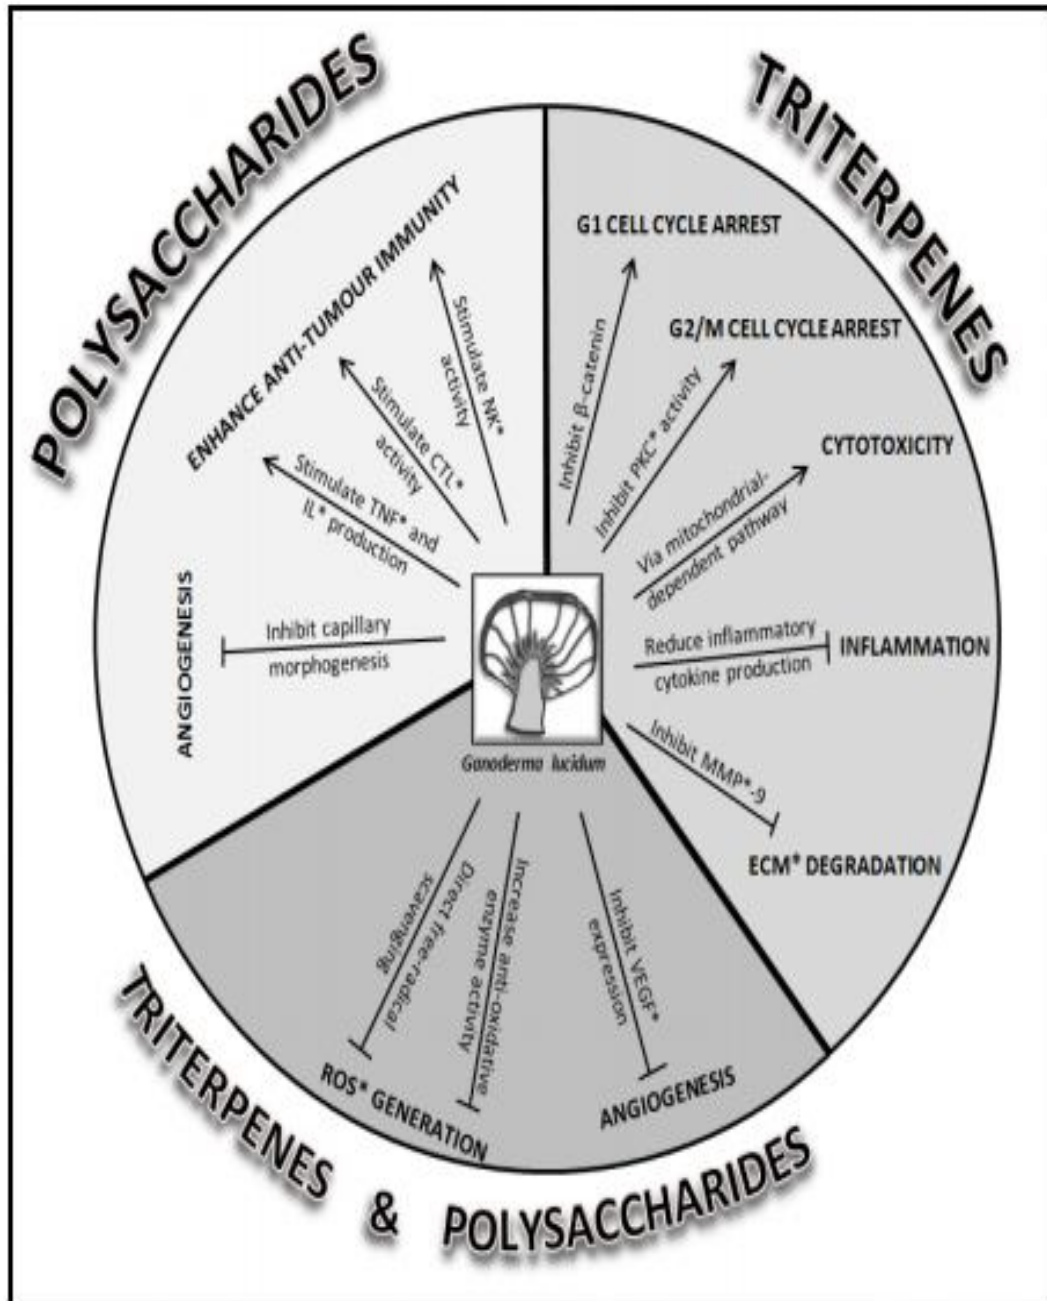 POLYSACCHARIDES
TRITERPENES
ENHANCE ANTI-TUMOUR IMMUNITY
Stimulate NK*
activity
Stimulate CTL*
activity
Stimulate TNF* and
IL* production
ANGIOGENESIS
Inhibit capillary
morphogenesis
G1 CELL CYCLE ARREST
Inhibit β-catenin
G2/M CELL CYCLE ARREST
Inhibit PKC* activity
CYTOTOXICITY
Via mitochondrial-
dependent pathway
INFLAMMATION
Reduce inflammatory
cytokine production
Inhibit MMP*-9
ECM* DEGRADATION
Ganoderma lucidum
Direct free-radical
scavenging
Increase anti-oxidative
enzyme activity
ROS* GENERATION
Inhibit VEGF*
expression
ANGIOGENESIS
TRITERPENES & POLYSACCHARIDES